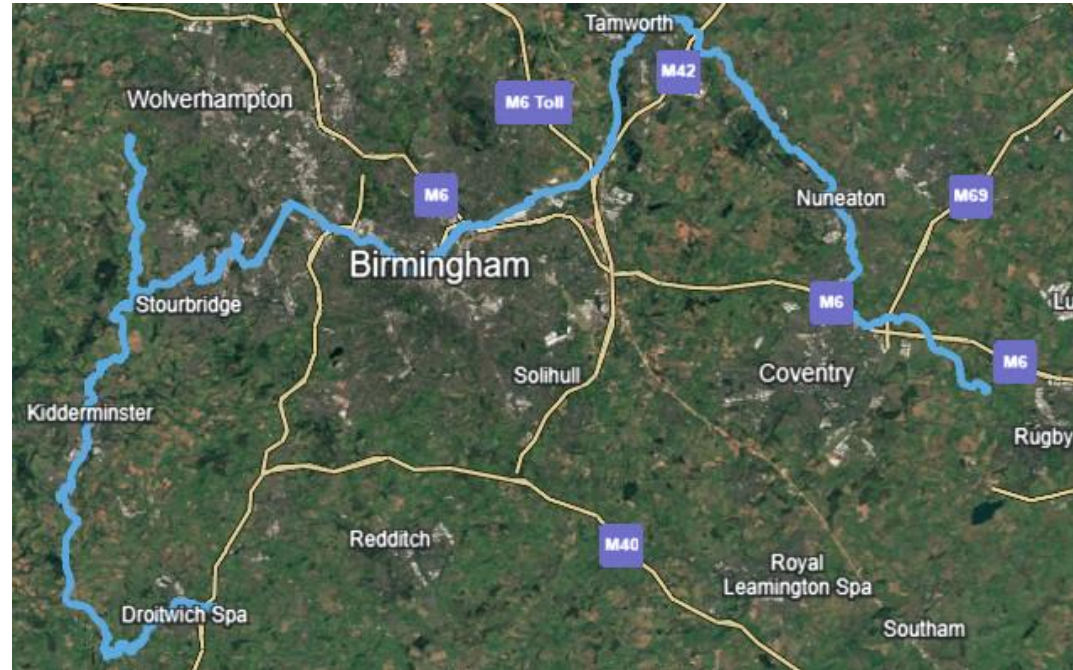 Tamworth
M42
Wolverhampton
M6 Toll
M6
Nuneaton
M69
Birmingham
Stourbridge
M6
Lu
Solihull
Coventry
M6
Kidderminster
Rugby
Redditch
M40
Royal
Leamington Spa
Droitwich Spa
Southam